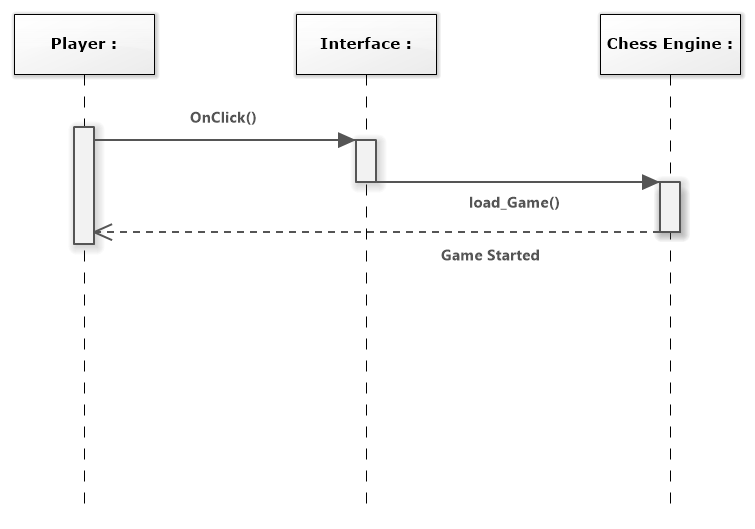 Player :
Interface :
Chess Engine :
OnClick()
load_Game()
Game Started